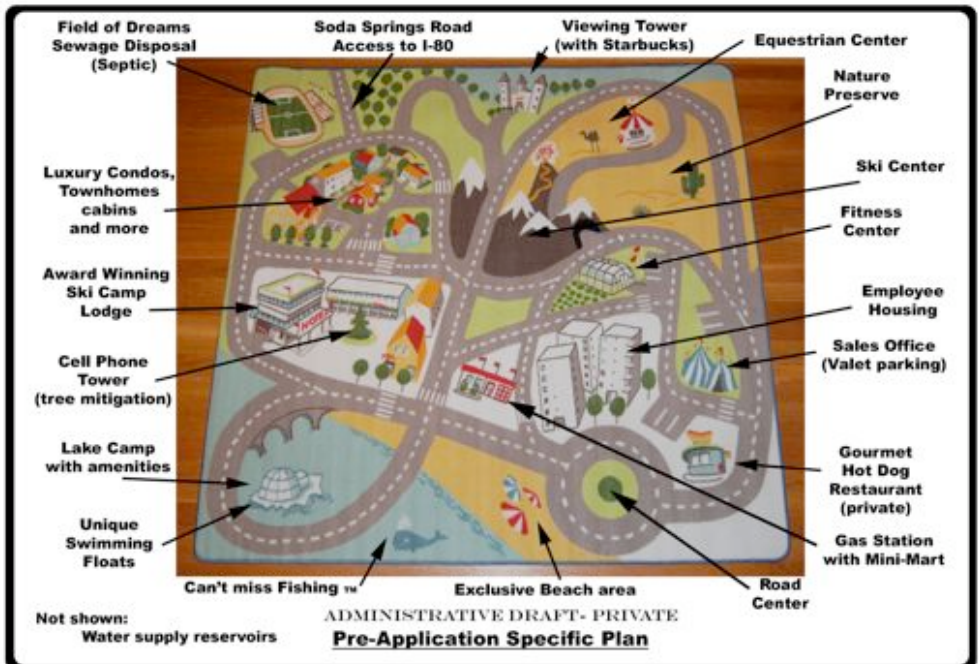 Field of Dreams
Sewage Disposal
(Septic)
Soda Springs Road
Access to I-80
Viewing Tower
(with Starbucks)
Equestrian Center
Nature
Preserve
Luxury Condos,
Townhomes
cabins
and more
Ski Center
Fitness
Center
Award Winning
Ski Camp
Lodge
Employee
Housing
Cell Phone
Tower
(tree mitigation)
Sales Office
(Valet parking)
Lake Camp
with amenities
Gourmet
Hot Dog
Restaurant
(private)
Unique
Swimming
Floats
Gas Station
with Mini-Mart
Can't miss Fishing TM
Exclusive Beach area
Road
Center
Not shown:
Water supply reservoirs
ADMINISTRATIVE DRAFT- PRIVATE
Pre-Application Specific Plan